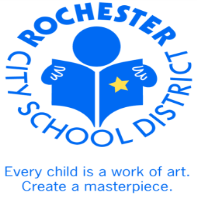 ROCHESTER
CITY SCHOOL DISTRICT
Every child is a work of art.
Create a masterpiece.